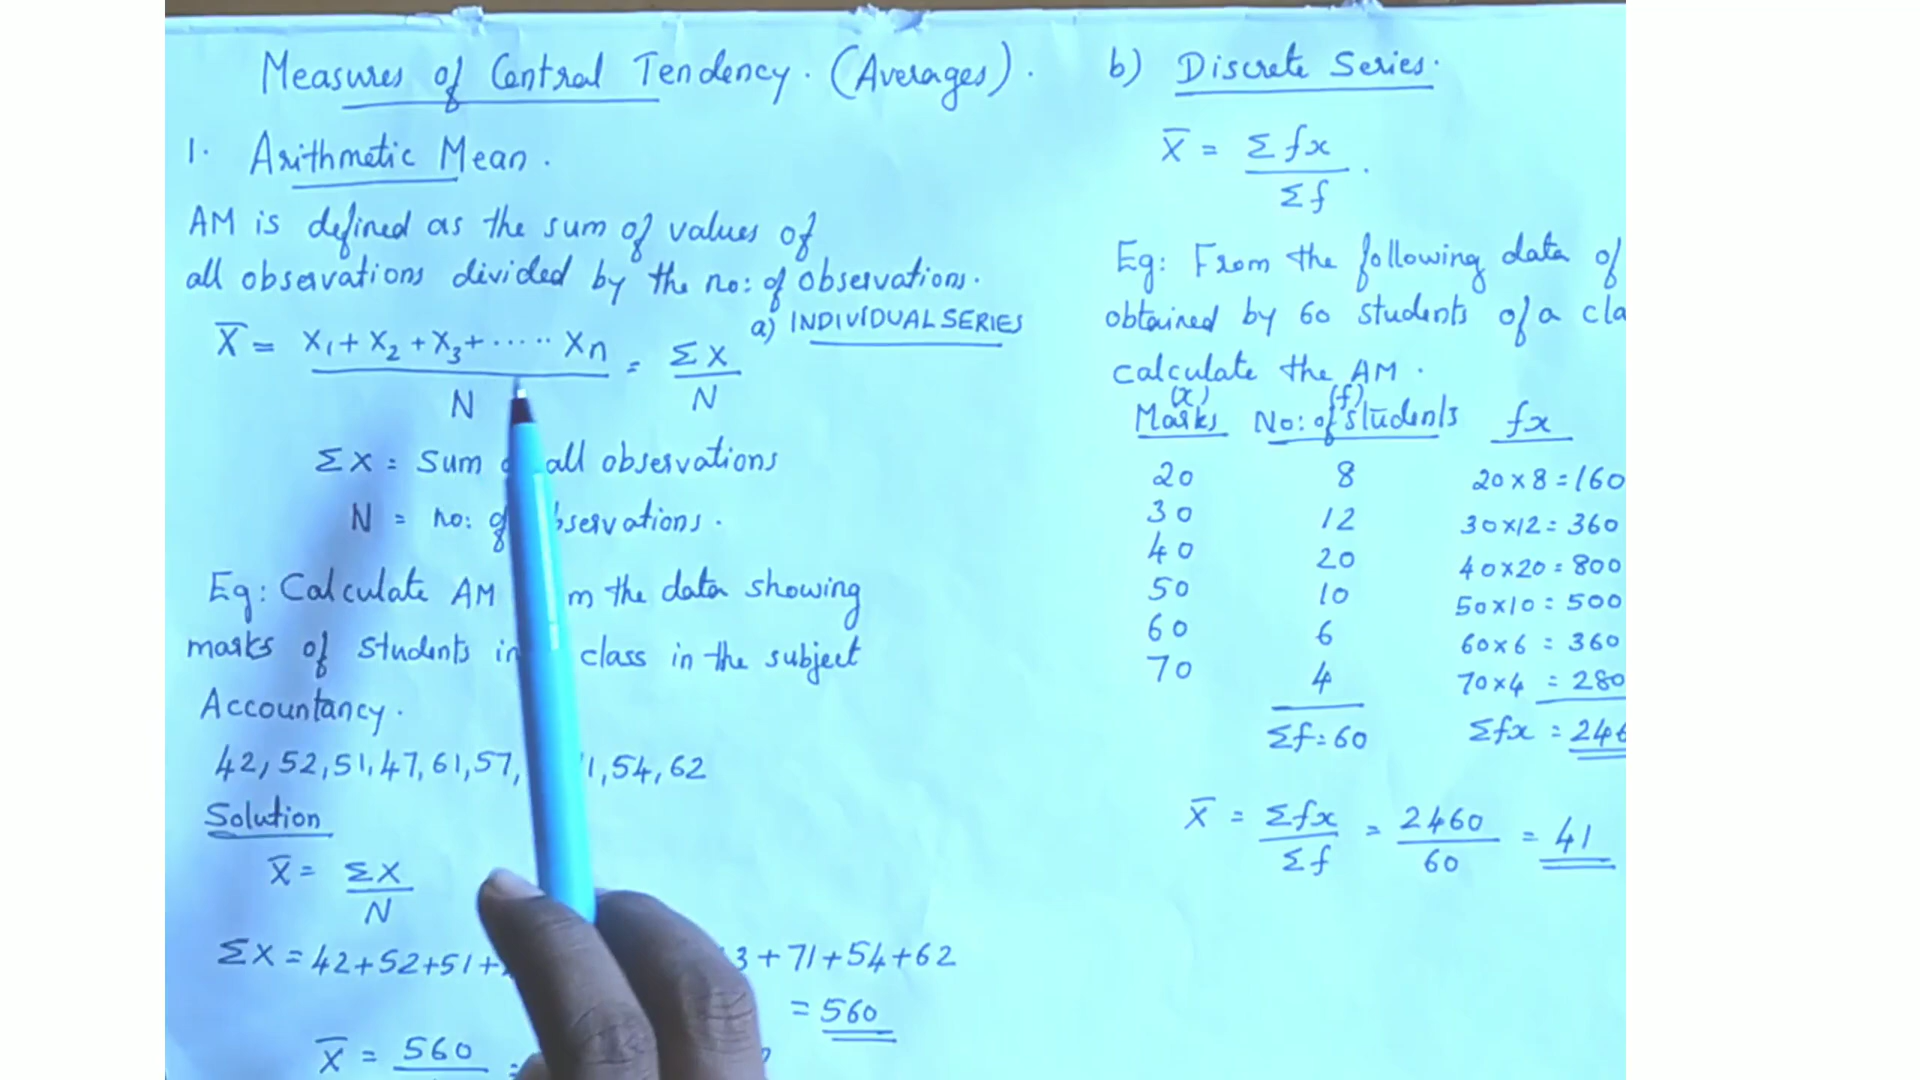 Measures of Central Tendency. (Averages).
1. Arithmetic Mean.
AM is defined as the sum of values of
all observations divided by the no: of observations.
a) INDIVIDUAL SERIES
X̅ = X₁ + X₂ + X₃ + ..... Xn / N = ΣX / N
ΣX = Sum all observations
N = no:
Eg: Calculate AM the data showing
marks of students in class in the subject
Accountancy.
42, 52, 51, 47, 61, 57, 54, 62
Solution
X̅ = ΣX / N
ΣX = 42+52+51+ +71+54+62
= 560
X̅ = 560
b) Discrete Series.
X̅ = Σfx / Σf.
Eg: From the following data of
obtained by 60 students of a
calculate the AM.
(x) (f)
Marks No: of students fx
20 8 20×8=160
30 12 30×12=360
40 20 40×20=800
50 10 50×10=500
60 6 60×6=360
70 4 70×4=280
Σf=60 Σfx =
X̅ = Σfx / Σf = 2460 / 60 = 41